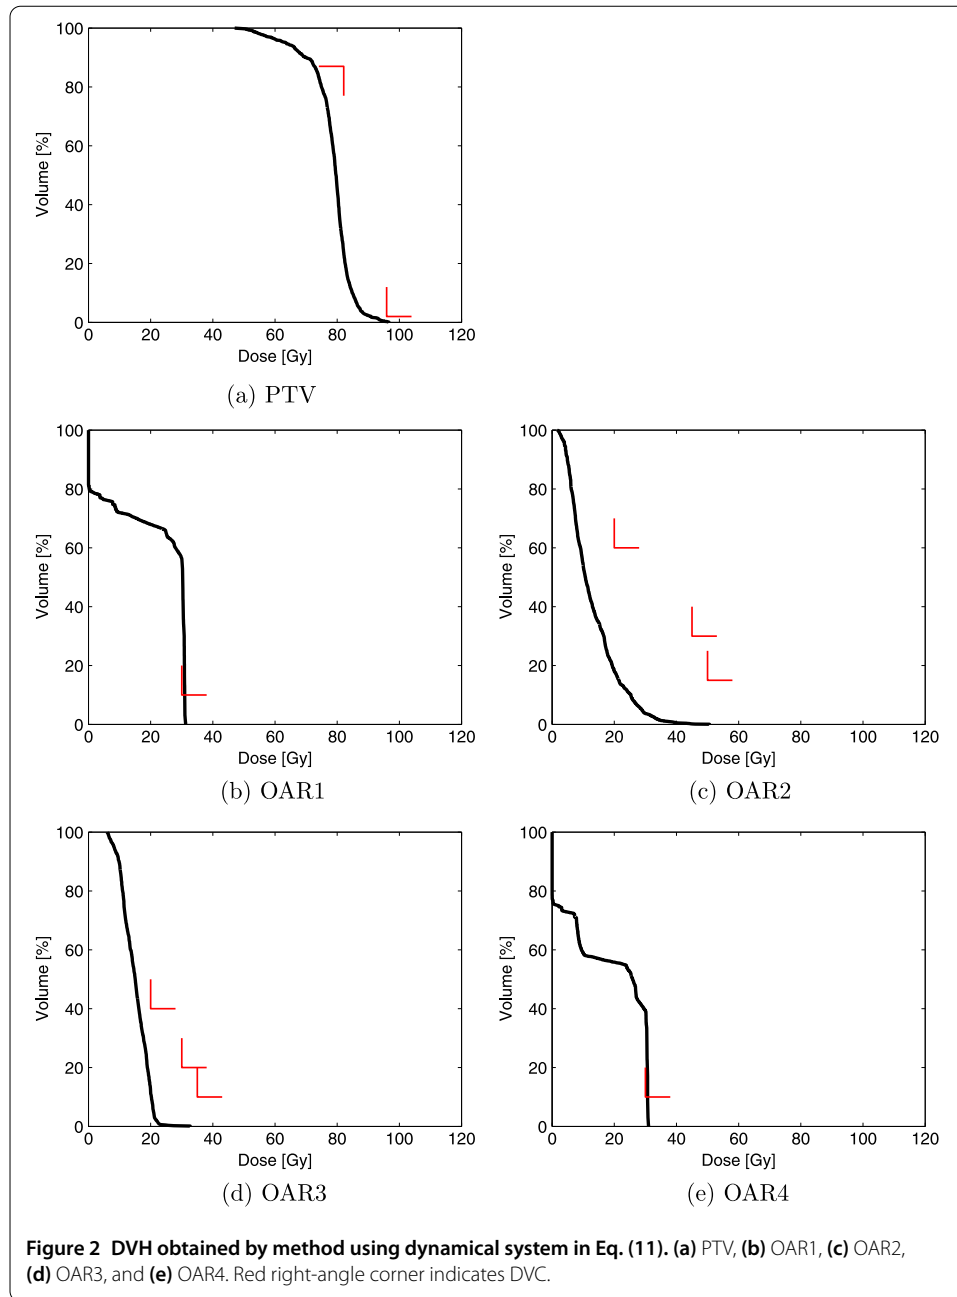 100
80
60
40
20
0
Volume [%]
0 20 40 60 80 100 120
Dose [Gy]
(a) PTV
100
80
60
40
20
0
Volume [%]
0 20 40 60 80 100 120
Dose [Gy]
(b) OAR1
100
80
60
40
20
0
Volume [%]
0 20 40 60 80 100 120
Dose [Gy]
(c) OAR2
100
80
60
40
20
0
Volume [%]
0 20 40 60 80 100 120
Dose [Gy]
(d) OAR3
100
80
60
40
20
0
Volume [%]
0 20 40 60 80 100 120
Dose [Gy]
(e) OAR4
Figure 2 DVH obtained by method using dynamical system in Eq. (11). (a) PTV, (b) OAR1, (c) OAR2,
(d) OAR3, and (e) OAR4. Red right-angle corner indicates DVC.